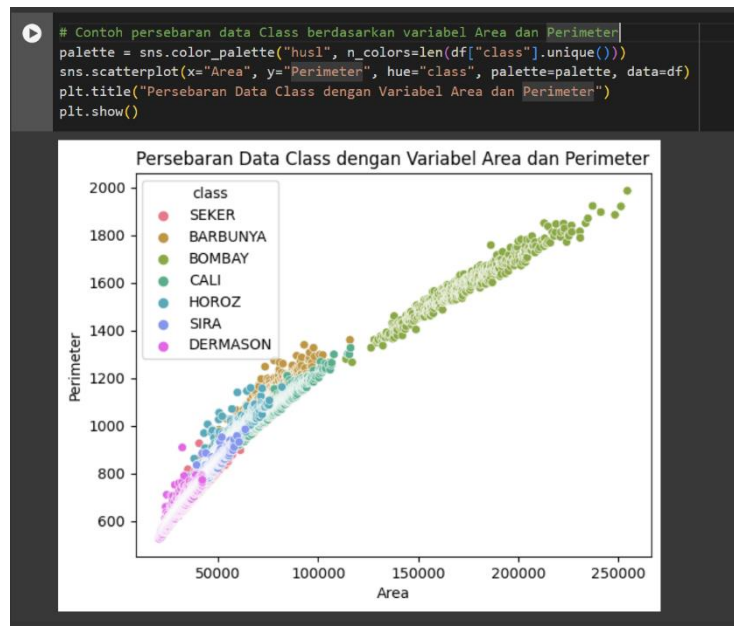 # Contoh persebaran data Class berdasarkan variabel Area dan Perimeter
palette = sns.color_palette("husl", n_colors=len(df["class"].unique()))
sns.scatterplot(x="Area", y="Perimeter", hue="class", palette=palette, data=df)
plt.title("Persebaran Data Class dengan Variabel Area dan Perimeter")
plt.show()
Persebaran Data Class dengan Variabel Area dan Perimeter
class
SEKER
BARBUNYA
BOMBAY
CALI
HOROZ
SIRA
DERMASON
Perimeter
2000
1800
1600
1400
1200
1000
800
600
50000 100000 150000 200000 250000
Area